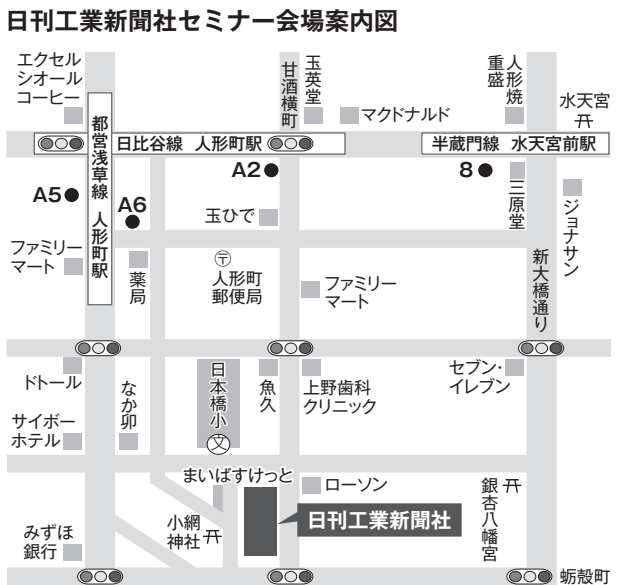 日刊工業新聞社セミナー会場案内図
エクセル
シオール
コーヒー
甘酒横町
玉英堂
マクドナルド
人形焼
重盛
水天宮
都営浅草線 人形町駅
日比谷線 人形町駅
半蔵門線 水天宮前駅
A5
A6
A2
8
三原堂
ジョナサン
玉ひで
ファミリー
マート
薬局
〒
人形町
郵便局
ファミリー
マート
新大橋通り
ドトール
なか卯
日本橋小
文
魚久
上野歯科
クリニック
セブン・
イレブン
サイボー
ホテル
まいばすけっと
ローソン
銀杏八幡宮
小網
神社
日刊工業新聞社
みずほ
銀行
蛎殻町